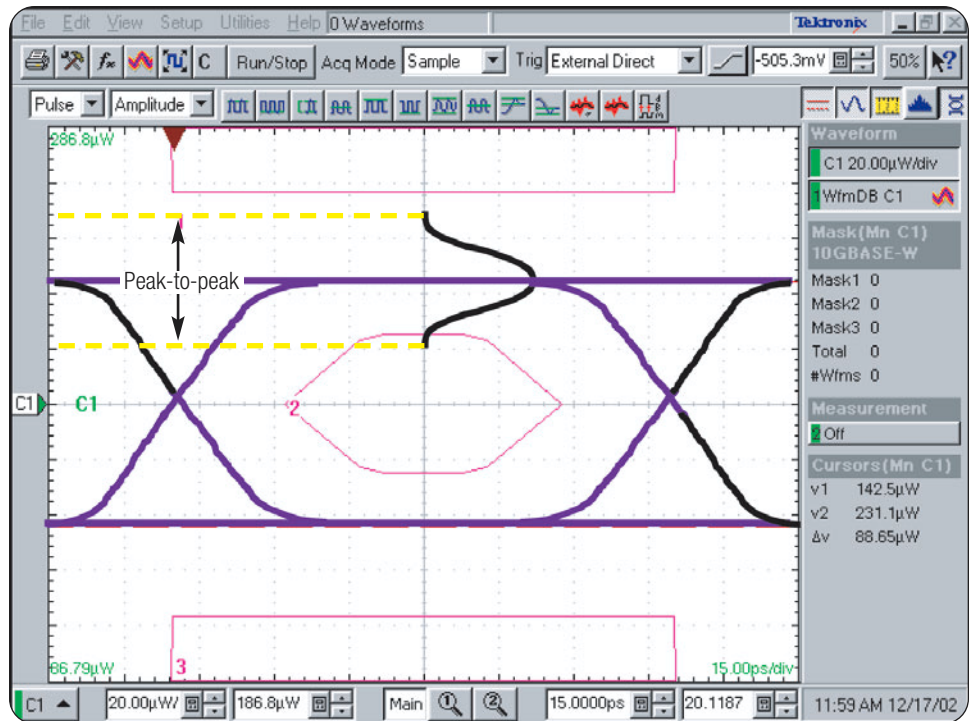 File Edit View Setup Utilities Help 0 Waveforms Tektronix
C Run/Stop Acq Mode Sample Trig External Direct -505.3mV 50%
Pulse Amplitude
286.8µW
Peak-to-peak
C1 C1
2
86.79µW 3 15.00ps/div
Waveform
C1 20.00µW/div
1 WfmDB C1
Mask(Mn C1)
10GBASE-W
Mask1 0
Mask2 0
Mask3 0
Total 0
#Wfms 0
Measurement
2 Off
Cursors(Mn C1)
v1 142.5µW
v2 231.1µW
Δv 88.65µW
C1 20.00µW/ 186.8µW Main 1 2 15.0000ps 20.1187 11:59 AM 12/17/02